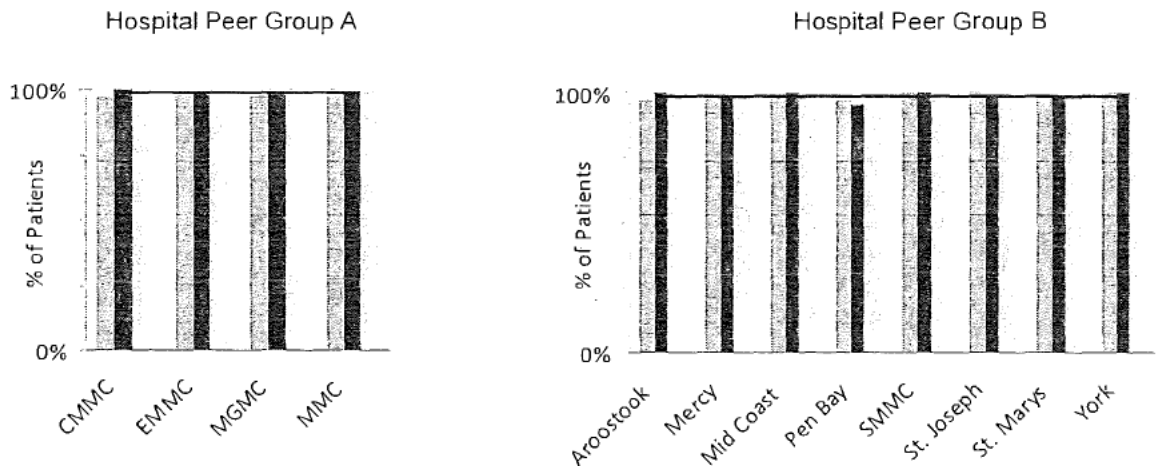 Hospital Peer Group A
100%
% of Patients
0%
CMMC
EMMC
MGMC
MMC
Hospital Peer Group B
100%
% of Patients
0%
Aroostook
Mercy
Mid Coast
Pen Bay
SMMC
St. Joseph
St. Marys
York